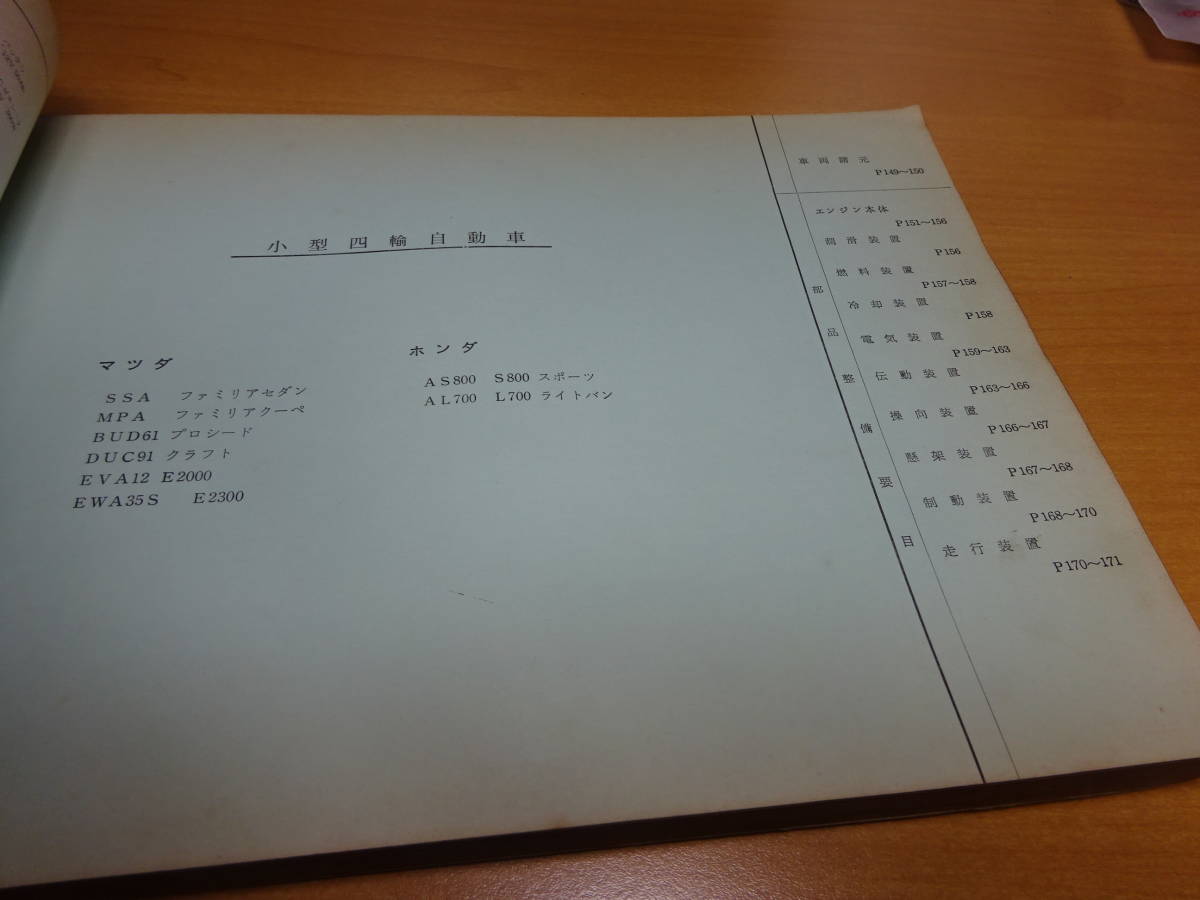 小型四輪自動車
マツダ
SSA ファミリアセダン
MPA ファミリアクーペ
BUD61 プロシード
DUC91 クラフト
EVA12 E2000
EWA35S E2300
ホンダ
AS800 S800 スポーツ
AL700 L700 ライトバン
車両諸元
P149〜150
部品整備要目
エンジン本体
P151〜156
潤滑装置
P156
燃料装置
P157〜158
冷却装置
P158
電気装置
P159〜163
伝動装置
P163〜166
操向装置
P166〜167
懸架装置
P167〜168
制動装置
P168〜170
走行装置
P170〜171